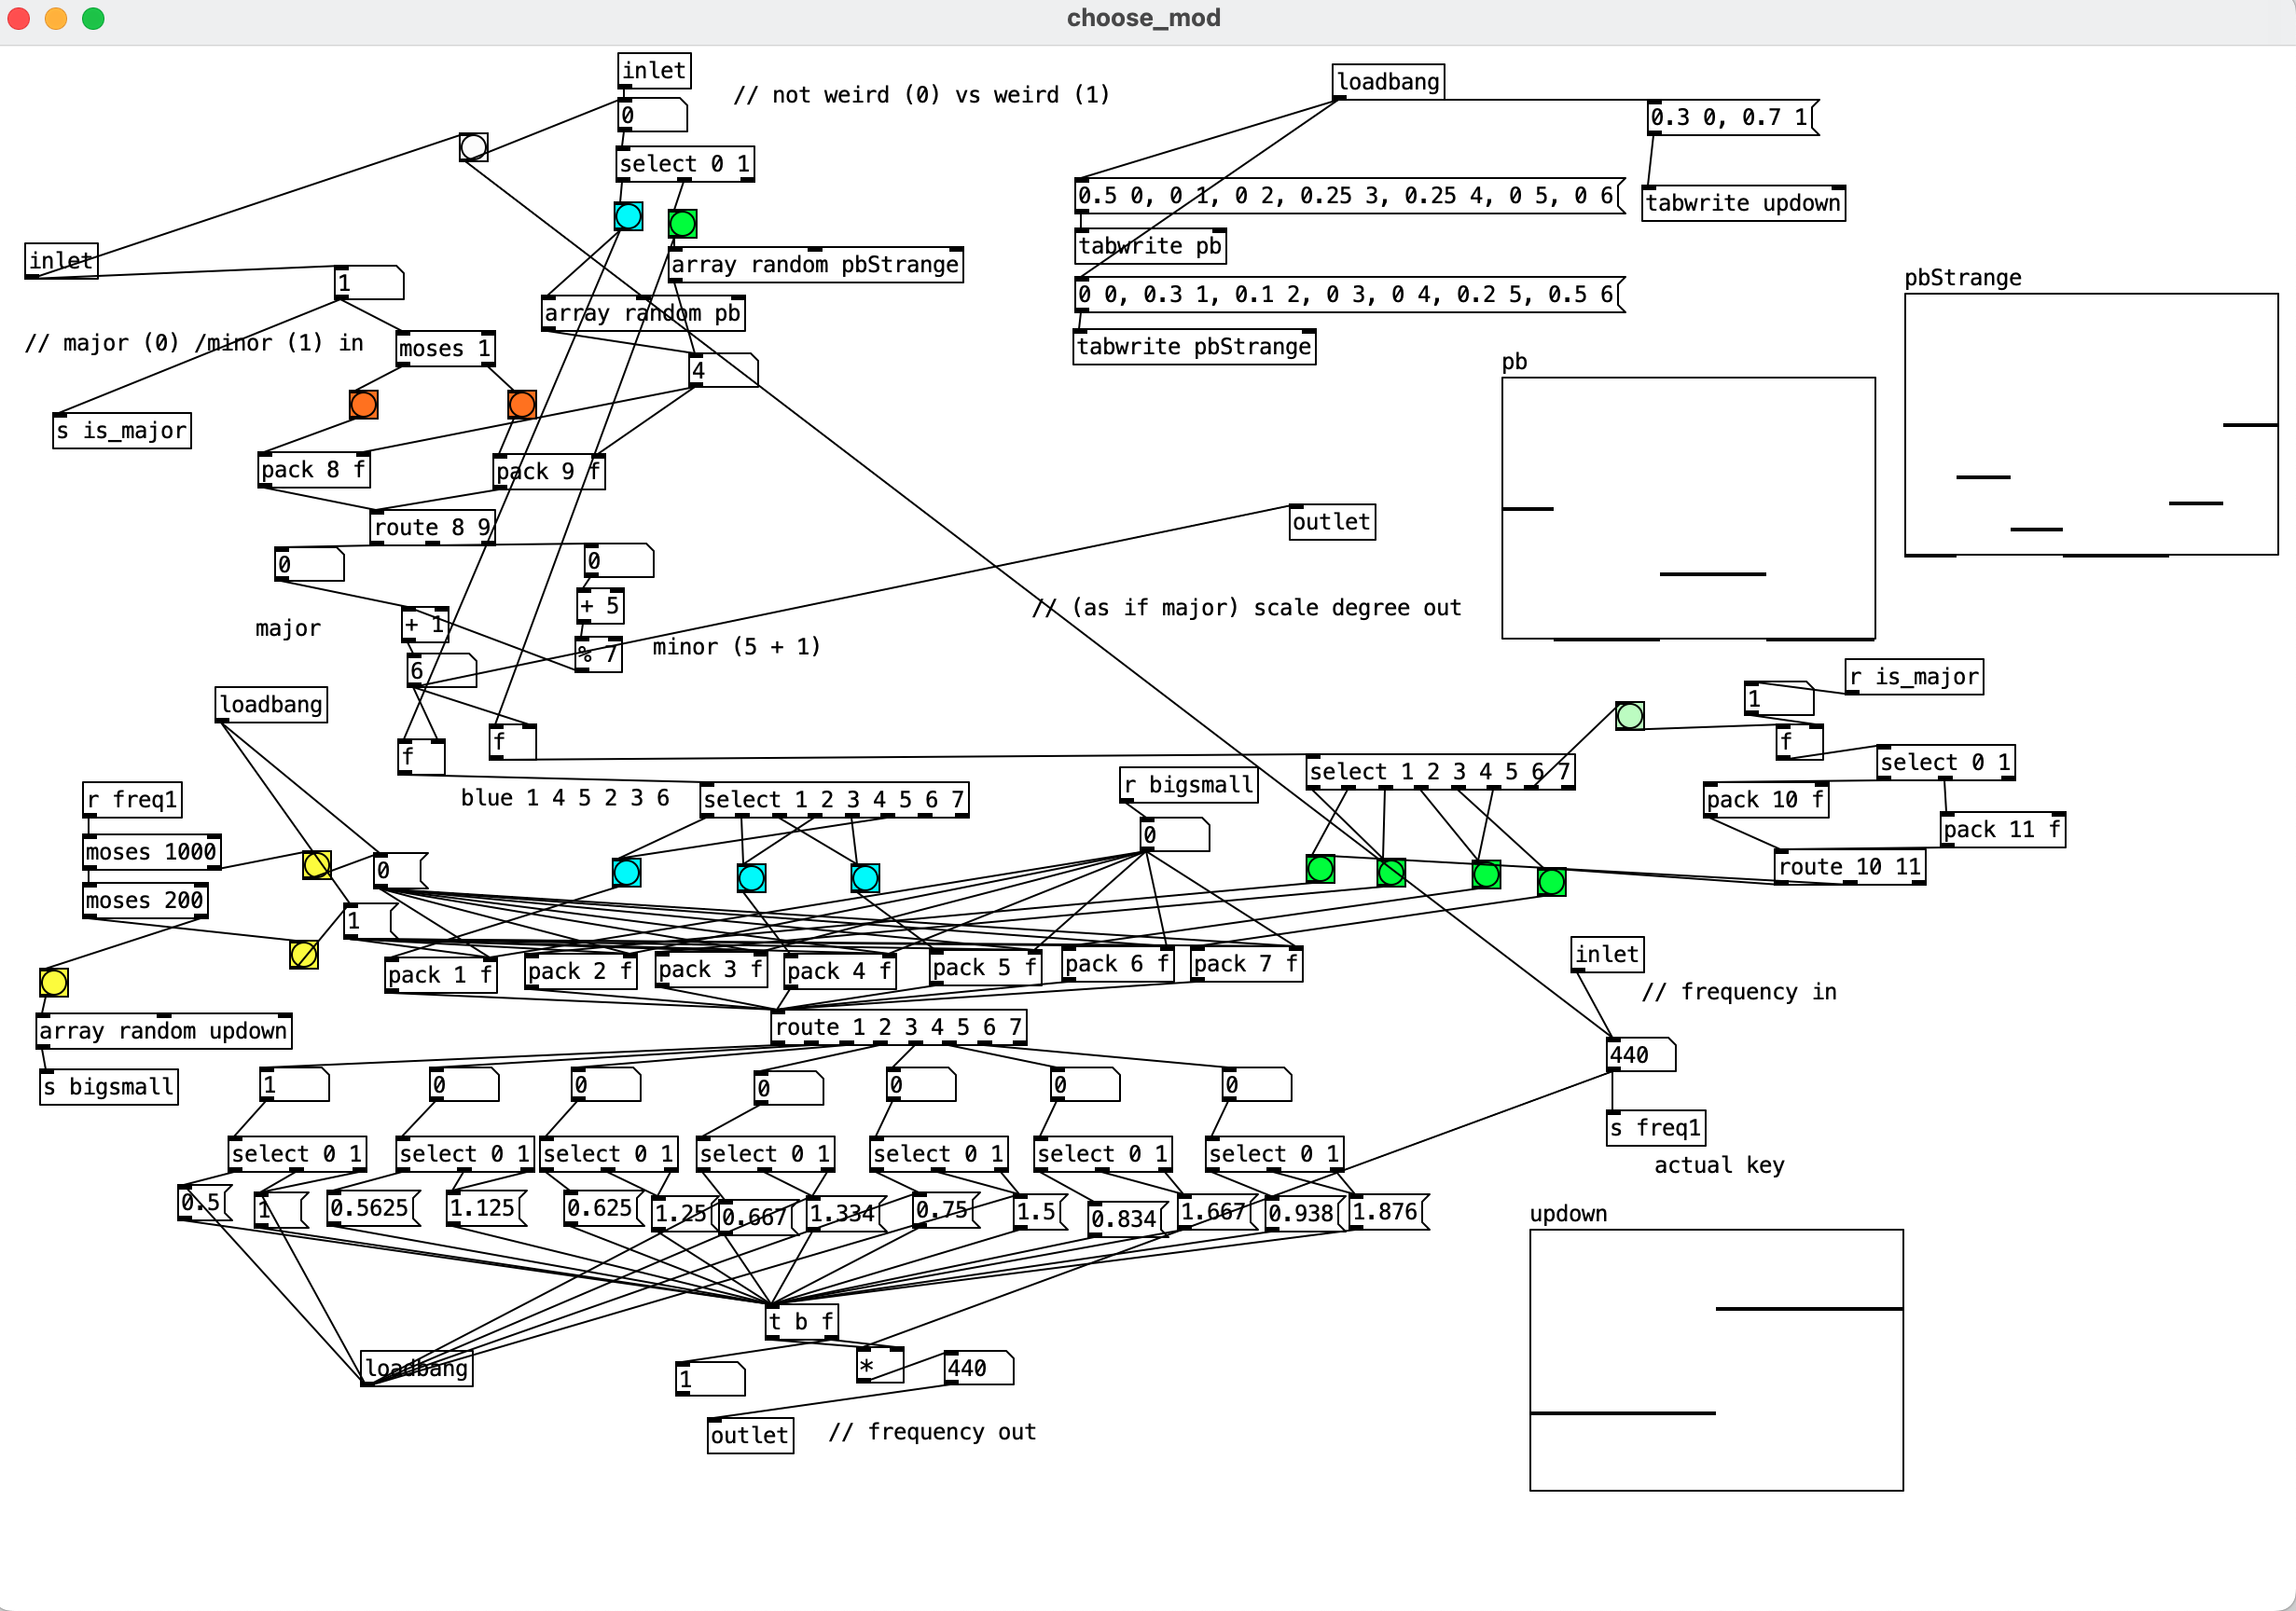 choose_mod
inlet
0
// not weird (0) vs weird (1)
select 0 1
loadbang
0.3 0, 0.7 1
0.5 0, 0 1, 0 2, 0.25 3, 0.25 4, 0 5, 0 6
tabwrite updown
tabwrite pb
0 0, 0.3 1, 0.1 2, 0 3, 0 4, 0.2 5, 0.5 6
tabwrite pbStrange
pbStrange
pb
inlet
1
array random pbStrange
array random pb
// major (0) /minor (1) in
moses 1
4
s is_major
pack 8 f
pack 9 f
route 8 9
outlet
0
0
+ 5
+ 1
major
% 7
minor (5 + 1)
// (as if major) scale degree out
6
loadbang
f
f
r is_major
1
f
select 0 1
pack 10 f
pack 11 f
route 10 11
select 1 2 3 4 5 6 7
r freq1
blue 1 4 5 2 3 6
select 1 2 3 4 5 6 7
r bigsmall
0
moses 1000
moses 200
0
1
pack 1 f
pack 2 f
pack 3 f
pack 4 f
pack 5 f
pack 6 f
pack 7 f
inlet
// frequency in
array random updown
s bigsmall
route 1 2 3 4 5 6 7
440
s freq1
actual key
1
0
0
0
0
0
0
select 0 1
select 0 1
select 0 1
select 0 1
select 0 1
select 0 1
select 0 1
0.5
1
0.5625
1.125
0.625
1.25
0.667
1.334
0.75
1.5
0.834
1.667
0.938
1.876
updown
t b f
loadbang
1
*
440
outlet
// frequency out